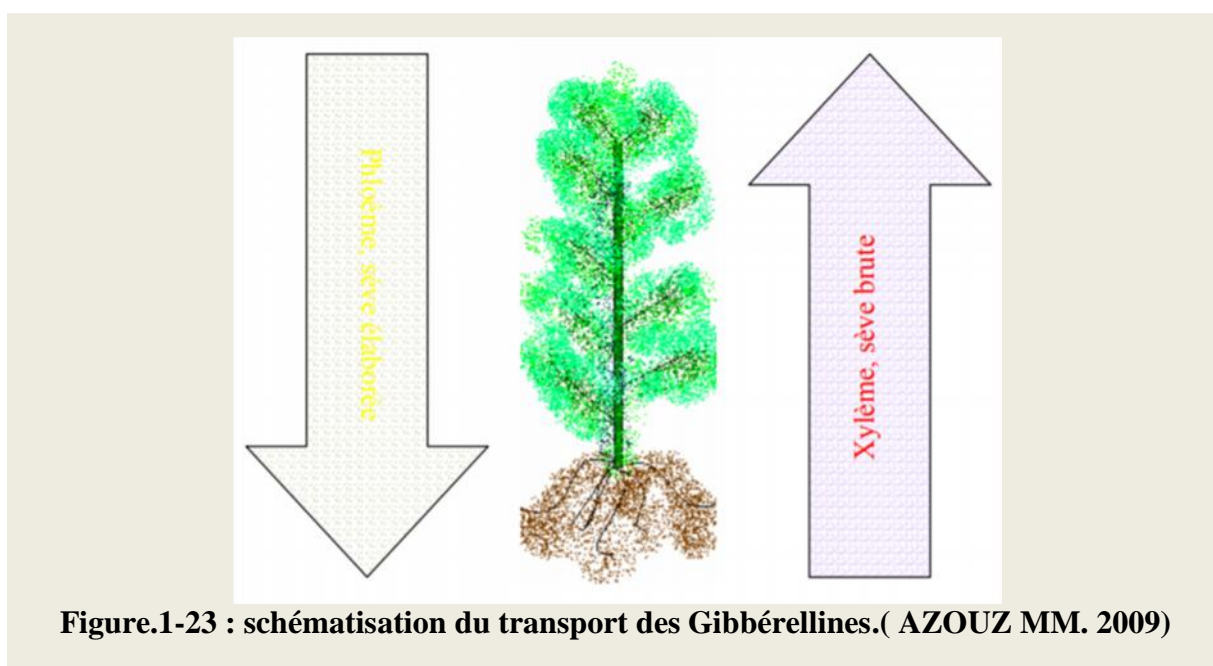 Phloème, sève élaborée
Xylème, sève brute
Figure.1-23 : schématisation du transport des Gibbérellines.( AZOUZ MM. 2009)